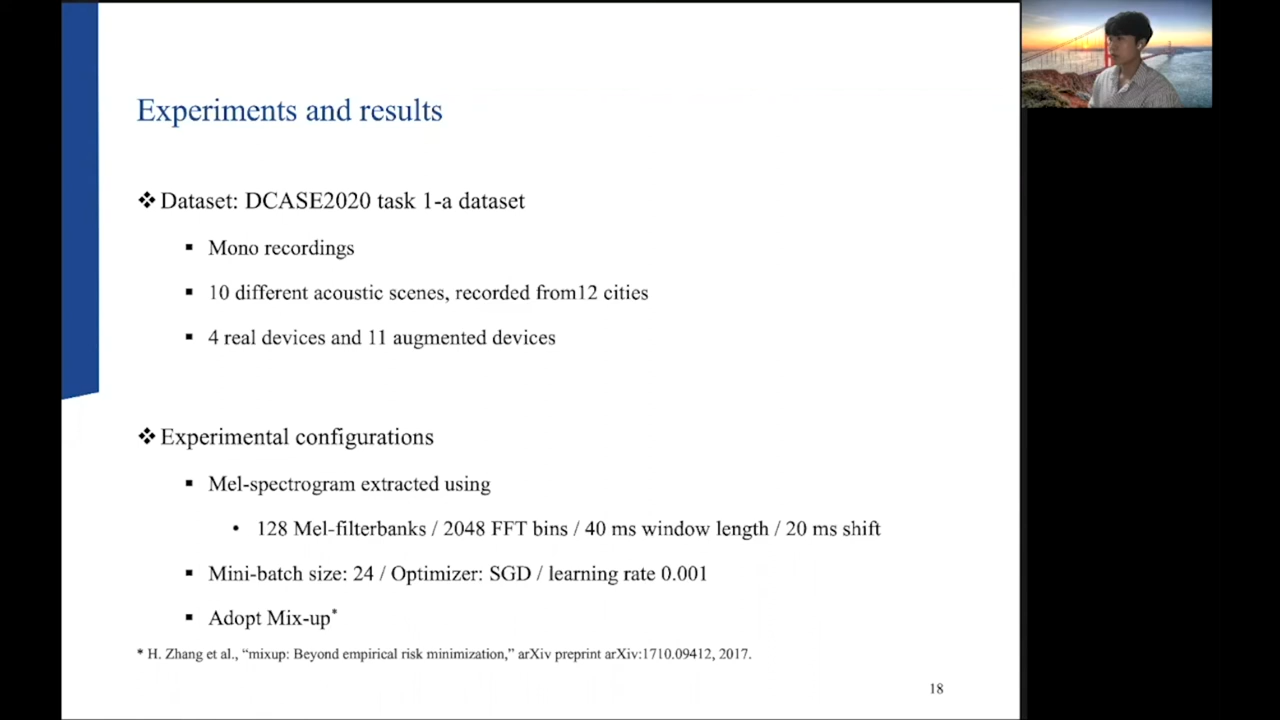 Experiments and results
❖ Dataset: DCASE2020 task 1-a dataset
▪ Mono recordings
▪ 10 different acoustic scenes, recorded from12 cities
▪ 4 real devices and 11 augmented devices
❖ Experimental configurations
▪ Mel-spectrogram extracted using
• 128 Mel-filterbanks / 2048 FFT bins / 40 ms window length / 20 ms shift
▪ Mini-batch size: 24 / Optimizer: SGD / learning rate 0.001
▪ Adopt Mix-up*
* H. Zhang et al., “mixup: Beyond empirical risk minimization,” arXiv preprint arXiv:1710.09412, 2017.
18